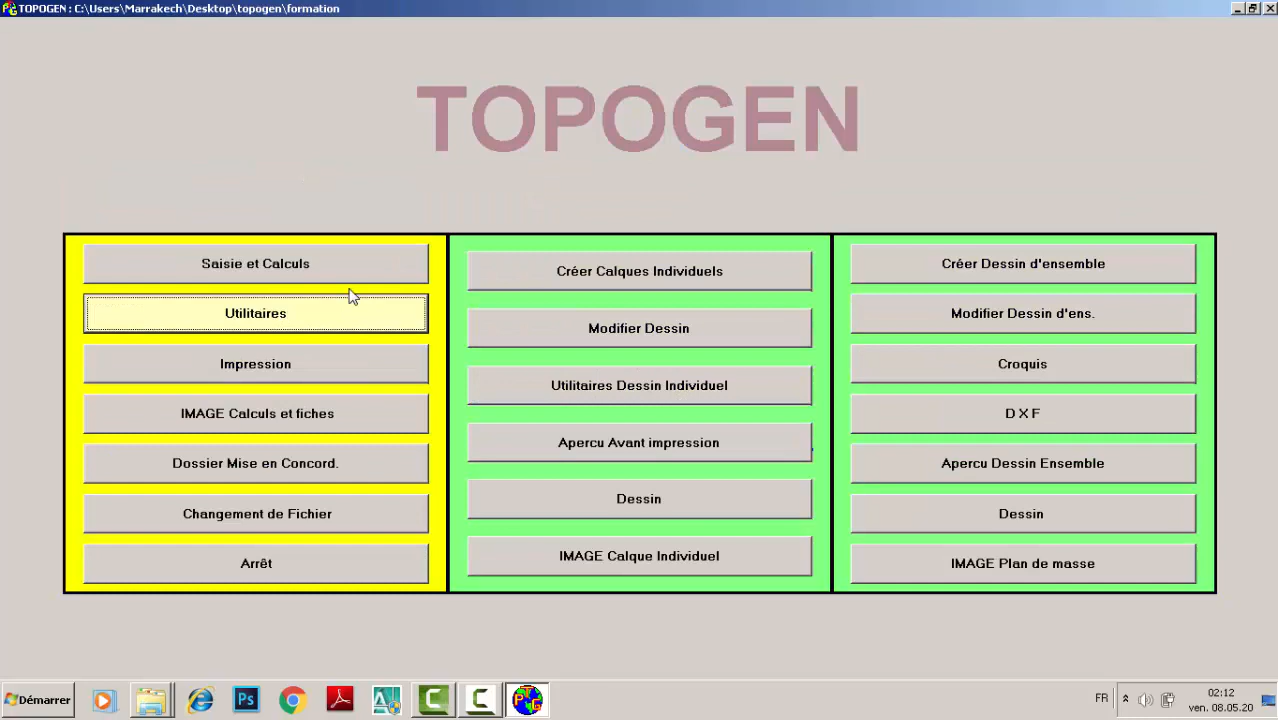 TOPOGEN : C:\Users\Marrakech\Desktop\topogen\formation
TOPOGEN
Saisie et Calculs
Utilitaires
Impression
IMAGE Calculs et fiches
Dossier Mise en Concord.
Changement de Fichier
Arrêt
Créer Calques Individuels
Modifier Dessin
Utilitaires Dessin Individuel
Apercu Avant impression
Dessin
IMAGE Calque Individuel
Créer Dessin d'ensemble
Modifier Dessin d'ens.
Croquis
D X F
Apercu Dessin Ensemble
Dessin
IMAGE Plan de masse
Démarrer
Ps
FR
02:12
ven. 08.05.20